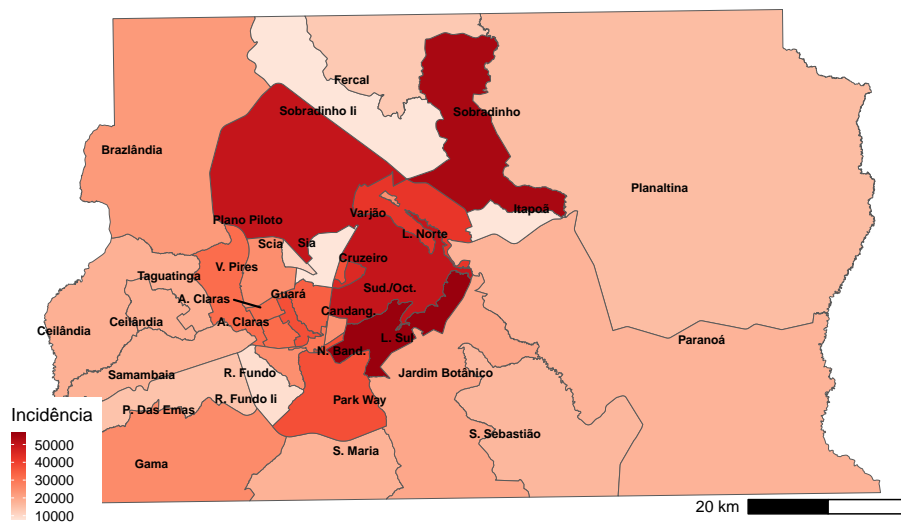 Fercal
Sobradinho Ii
Sobradinho
Brazlândia
Planaltina
Itapoã
Varjão
Plano Piloto
L. Norte
Scia
Sia
Cruzeiro
V. Pires
Taguatinga
Sud./Oct.
Guará
A. Claras
Candang.
Ceilândia
Ceilândia
A. Claras
L. Sul
Paranoá
N. Band.
Samambaia
R. Fundo
Jardim Botânico
R. Fundo Ii
Park Way
P. Das Emas
S. Sebastião
S. Maria
Gama
Incidência
50000
40000
30000
20000
10000
20 km